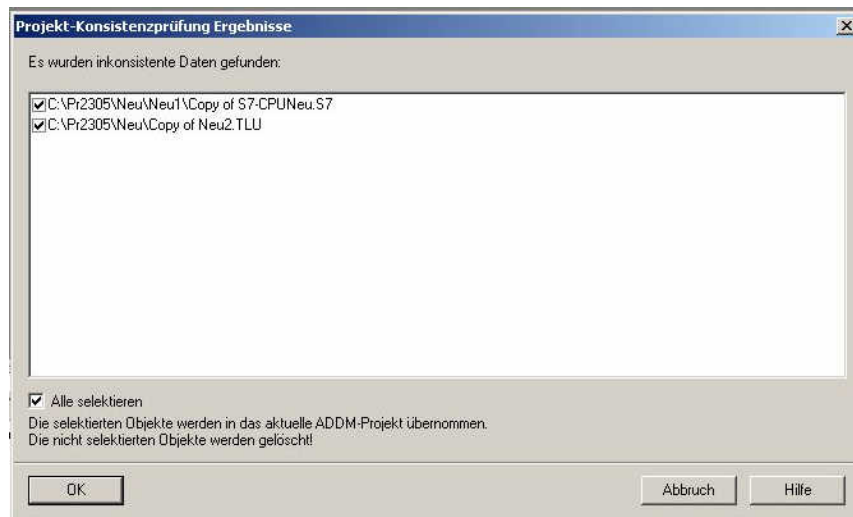 Projekt-Konsistenzprüfung Ergebnisse
Es wurden inkonsistente Daten gefunden:
C:\Pr2305\Neu\Neu1\Copy of S7-CPUNeu.S7
C:\Pr2305\Neu\Copy of Neu2.TLU
Alle selektieren
Die selektierten Objekte werden in das aktuelle ADDM-Projekt übernommen.
Die nicht selektierten Objekte werden gelöscht!
OK Abbruch Hilfe